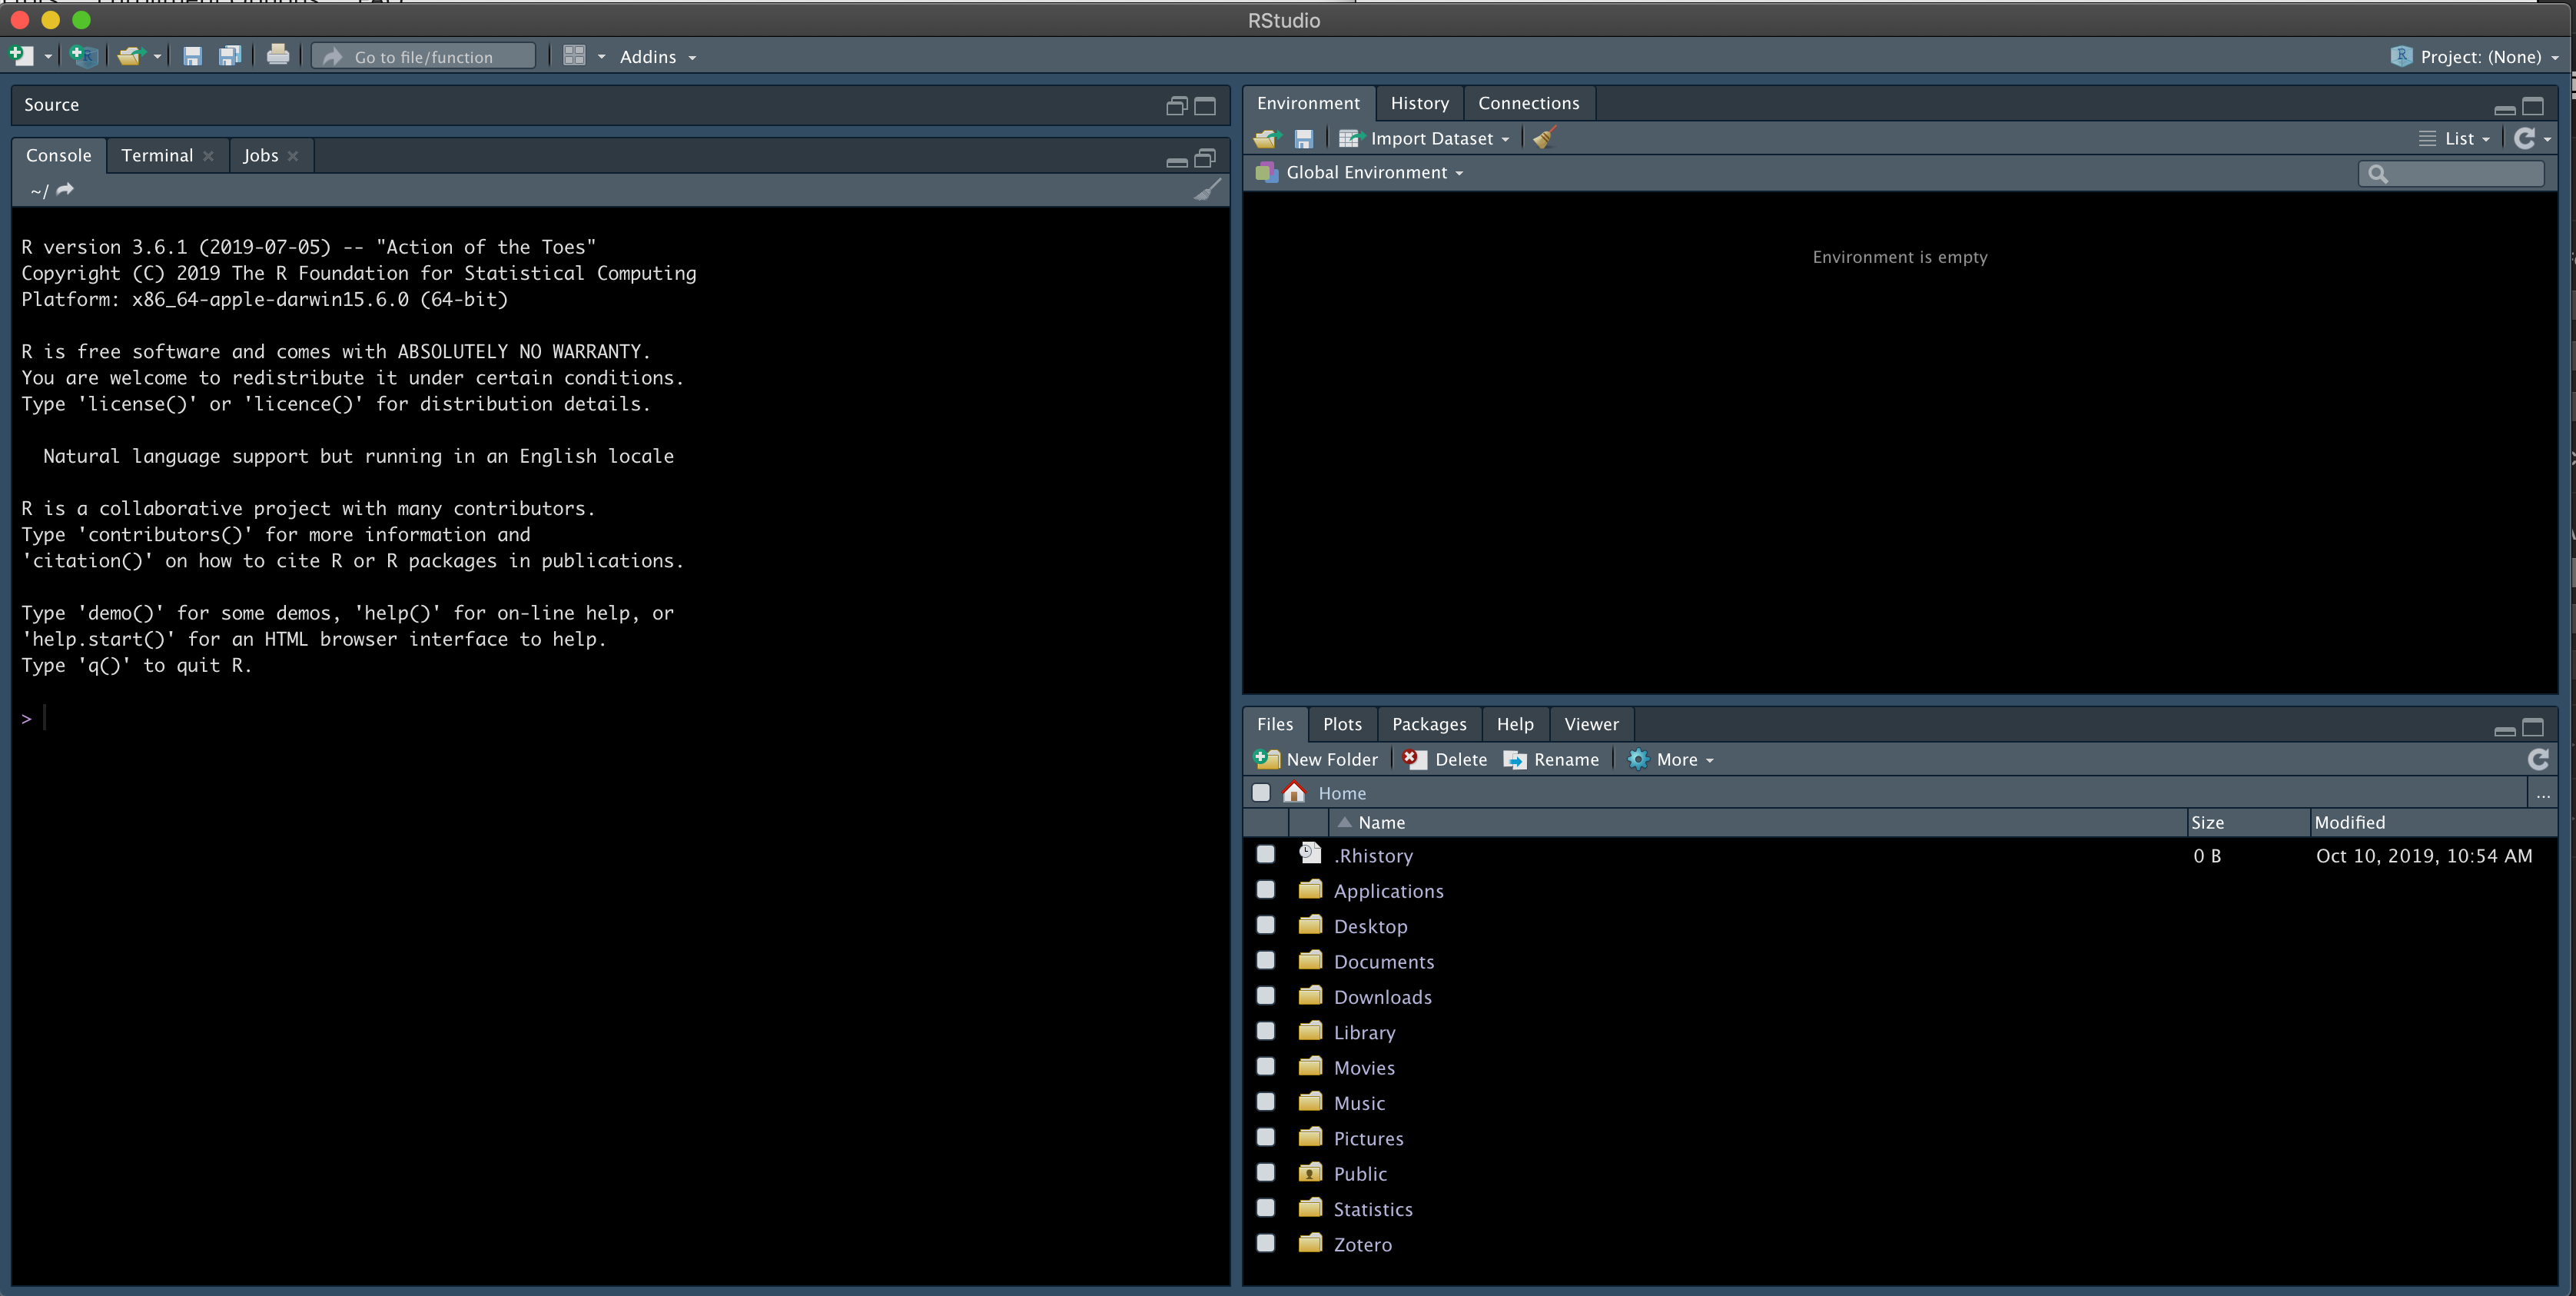 RStudio
Go to file/function
Addins
Project: (None)
Source
Console Terminal Jobs
~/
R version 3.6.1 (2019-07-05) -- "Action of the Toes"
Copyright (C) 2019 The R Foundation for Statistical Computing
Platform: x86_64-apple-darwin15.6.0 (64-bit)
R is free software and comes with ABSOLUTELY NO WARRANTY.
You are welcome to redistribute it under certain conditions.
Type 'license()' or 'licence()' for distribution details.
Natural language support but running in an English locale
R is a collaborative project with many contributors.
Type 'contributors()' for more information and
'citation()' on how to cite R or R packages in publications.
Type 'demo()' for some demos, 'help()' for on-line help, or
'help.start()' for an HTML browser interface to help.
Type 'q()' to quit R.
>
Environment History Connections
Import Dataset List
Global Environment
Environment is empty
Files Plots Packages Help Viewer
New Folder Delete Rename More
Home ...
Name Size Modified
.Rhistory 0 B Oct 10, 2019, 10:54 AM
Applications
Desktop
Documents
Downloads
Library
Movies
Music
Pictures
Public
Statistics
Zotero